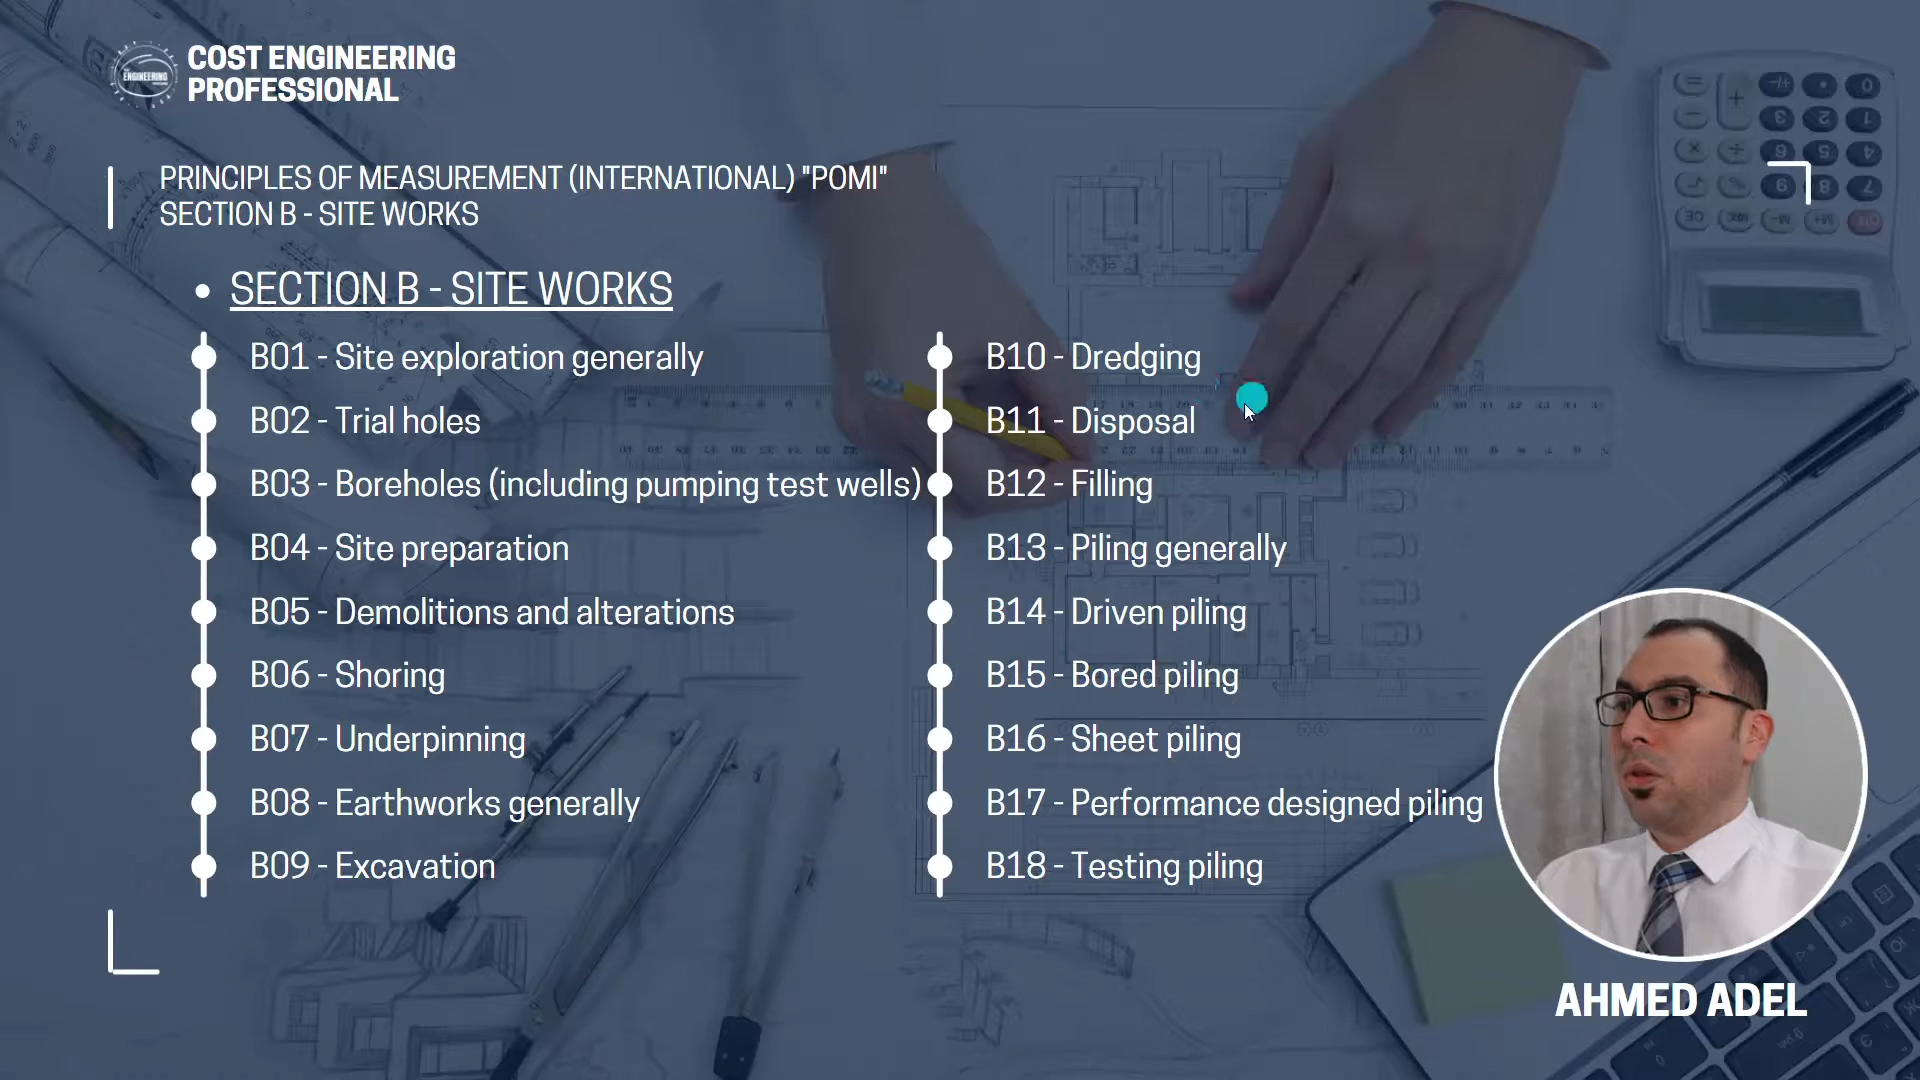 COST ENGINEERING
PROFESSIONAL
ENGINEERING
PRINCIPLES OF MEASUREMENT (INTERNATIONAL) "POMI"
SECTION B - SITE WORKS
• SECTION B - SITE WORKS
B01 - Site exploration generally
B02 - Trial holes
B03 - Boreholes (including pumping test wells)
B04 - Site preparation
B05 - Demolitions and alterations
B06 - Shoring
B07 - Underpinning
B08 - Earthworks generally
B09 - Excavation
B10 - Dredging
B11 - Disposal
B12 - Filling
B13 - Piling generally
B14 - Driven piling
B15 - Bored piling
B16 - Sheet piling
B17 - Performance designed piling
B18 - Testing piling
AHMED ADEL